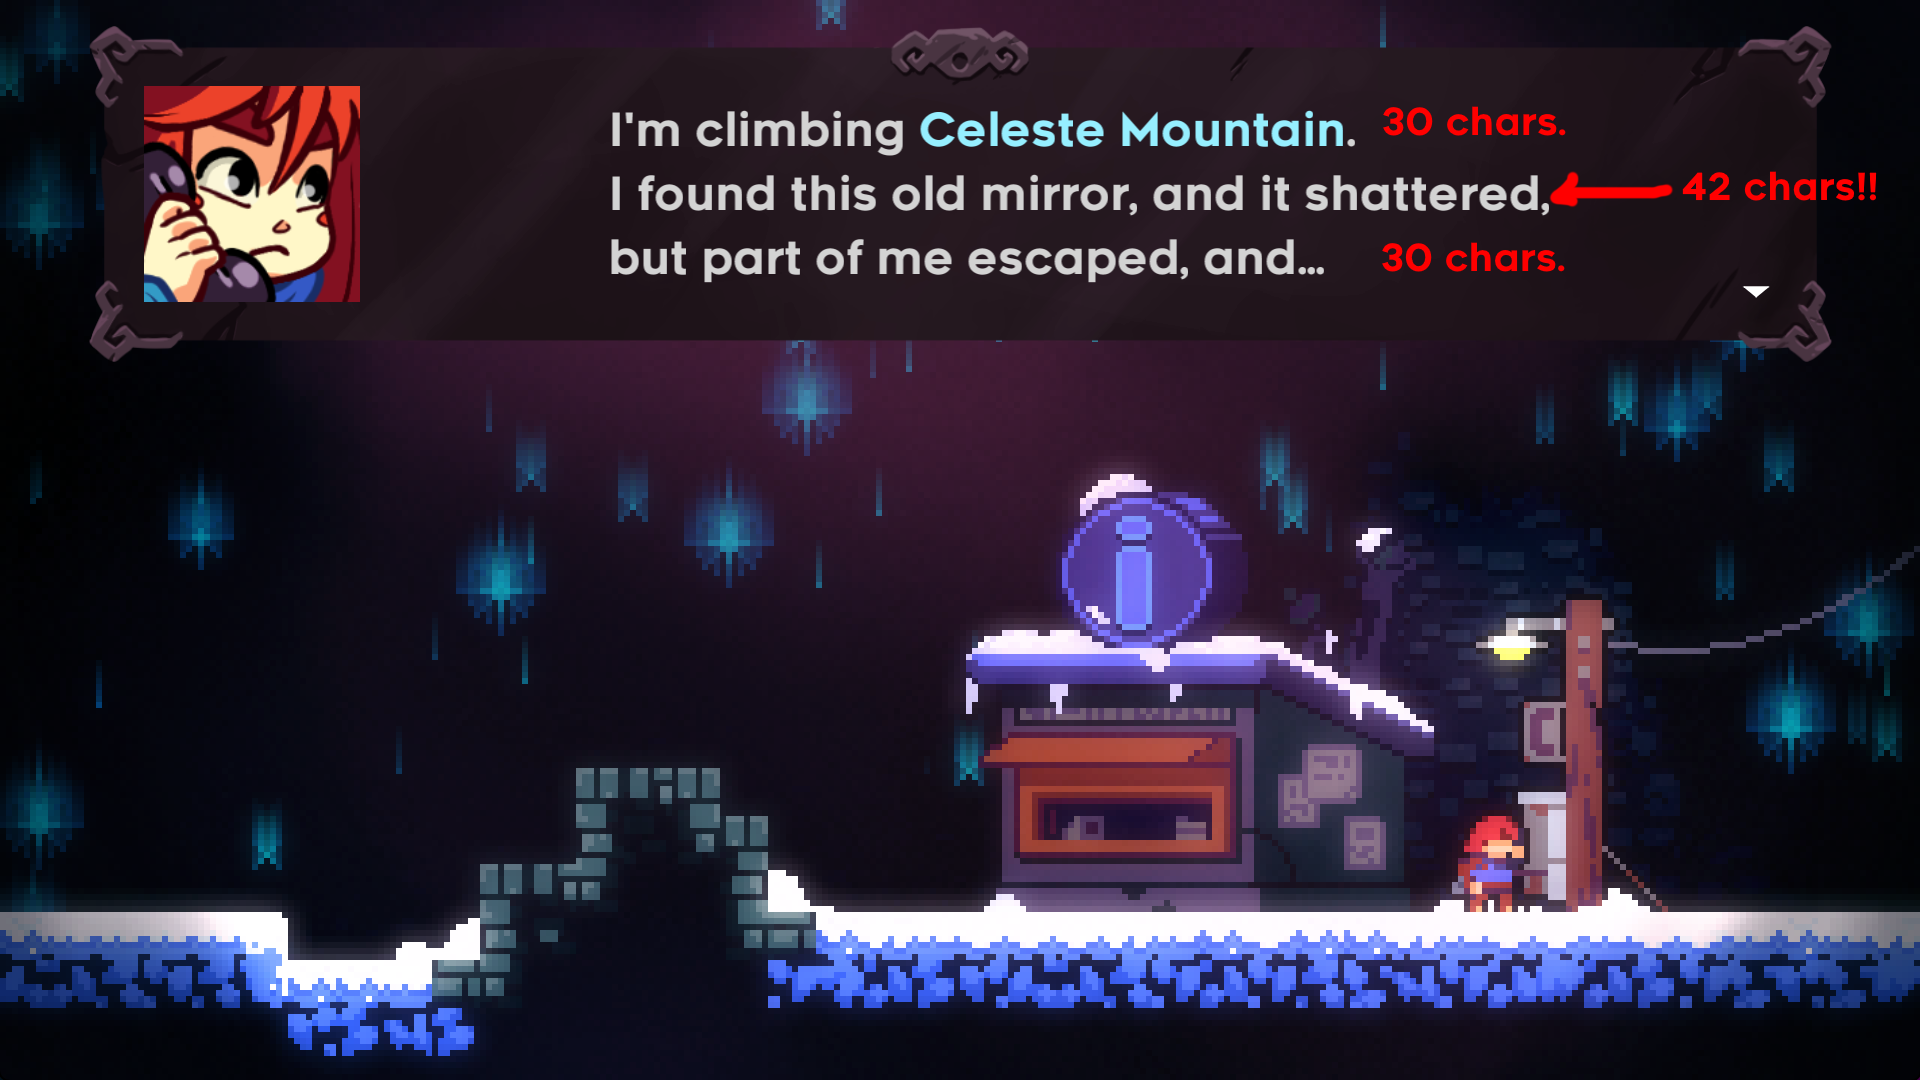 I'm climbing Celeste Mountain. 30 chars.
I found this old mirror, and it shattered, 42 chars!!
but part of me escaped, and... 30 chars.